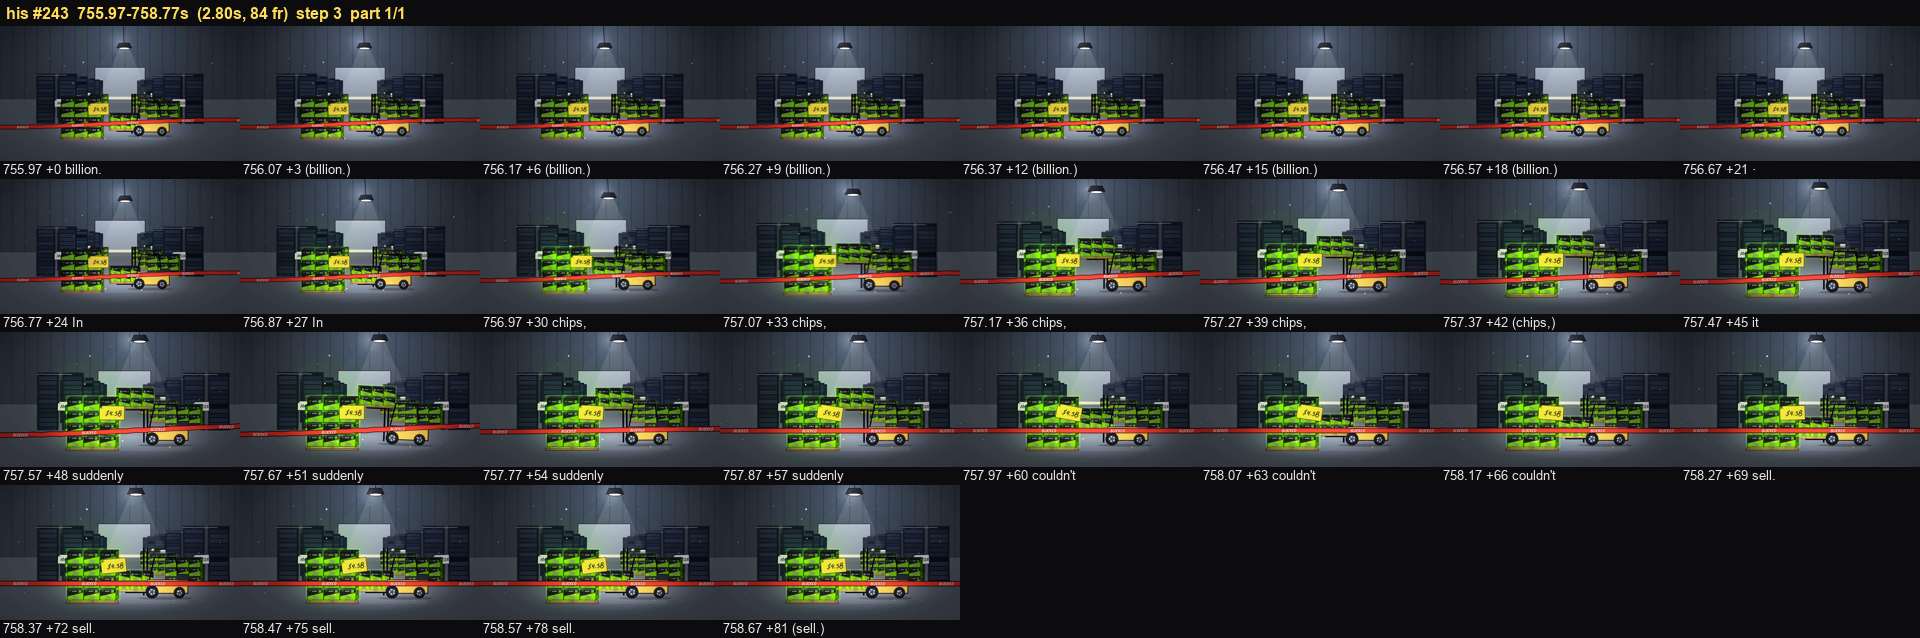 his #243 755.97-758.77s (2.80s, 84 fr) step 3 part 1/1
755.97 +0 billion.
756.07 +3 (billion.)
756.17 +6 (billion.)
756.27 +9 (billion.)
756.37 +12 (billion.)
756.47 +15 (billion.)
756.57 +18 (billion.)
756.67 +21 ·
756.77 +24 In
756.87 +27 In
756.97 +30 chips,
757.07 +33 chips,
757.17 +36 chips,
757.27 +39 chips,
757.37 +42 (chips,)
757.47 +45 it
757.57 +48 suddenly
757.67 +51 suddenly
757.77 +54 suddenly
757.87 +57 suddenly
757.97 +60 couldn't
758.07 +63 couldn't
758.17 +66 couldn't
758.27 +69 sell.
758.37 +72 sell.
758.47 +75 sell.
758.57 +78 sell.
758.67 +81 (sell.)